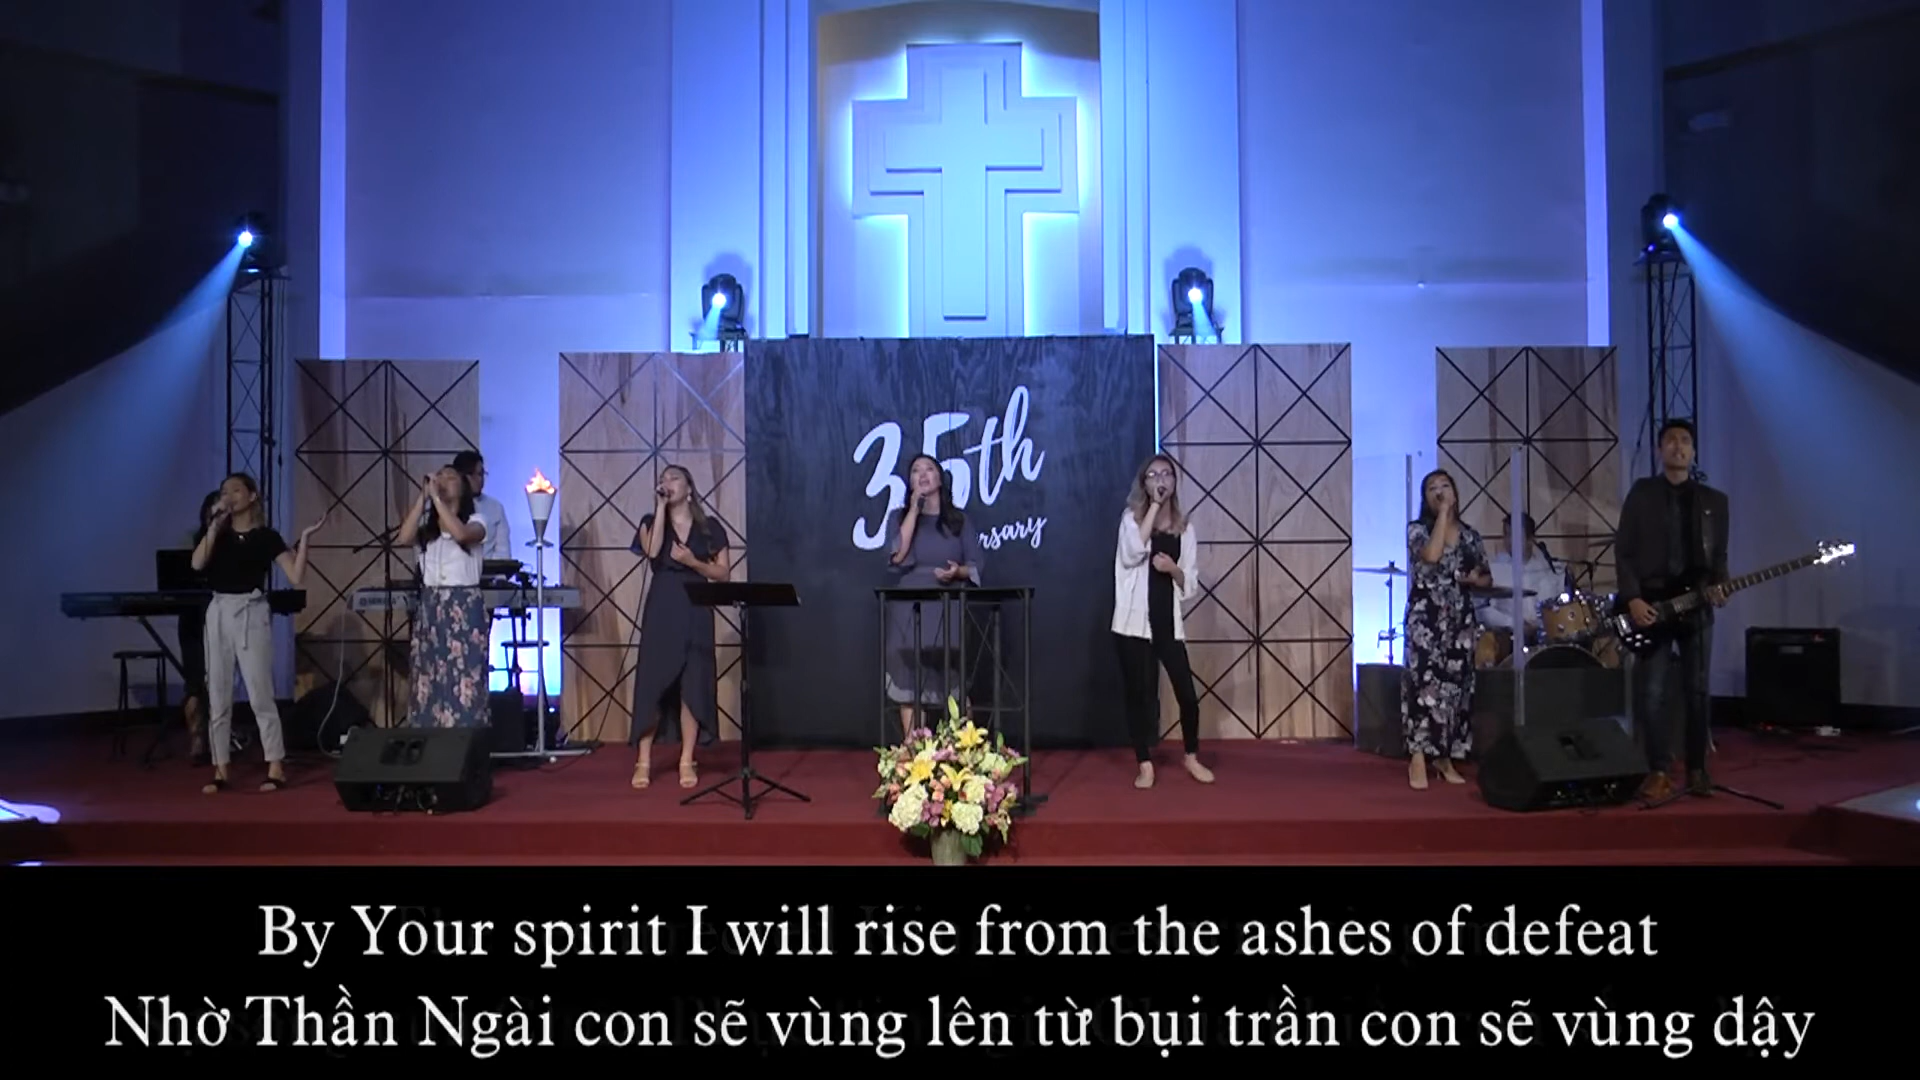 35th
By Your spirit I will rise from the ashes of defeat
Nhờ Thần Ngài con sẽ vùng lên từ bụi trần con sẽ vùng dậy